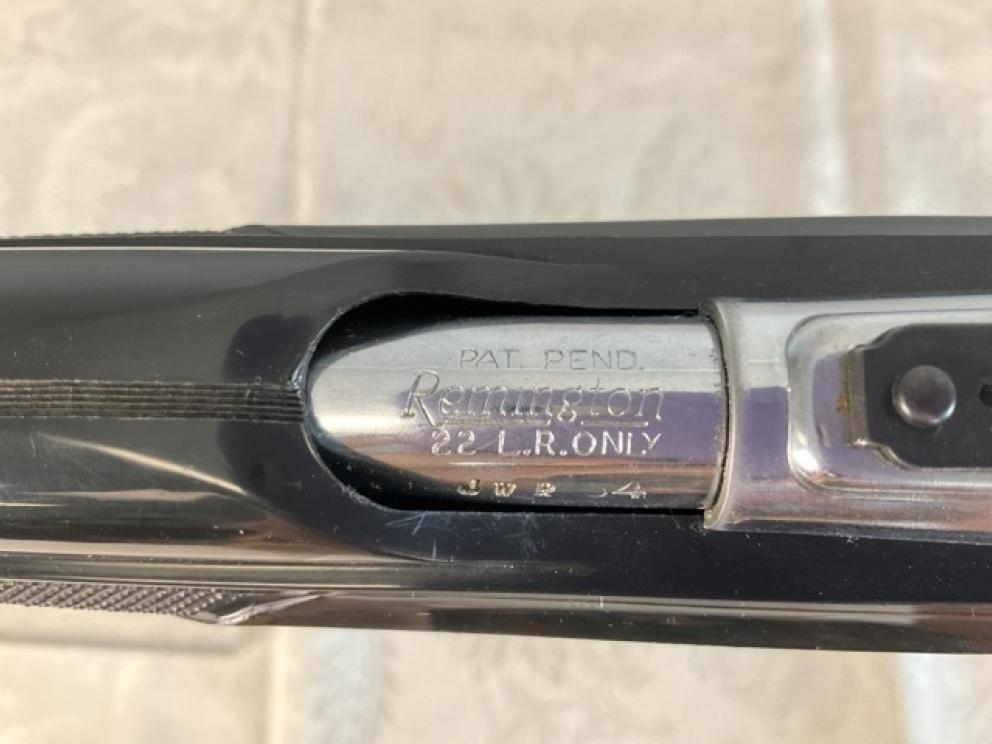 PAT. PEND.
Remington
22 L.R. ONLY